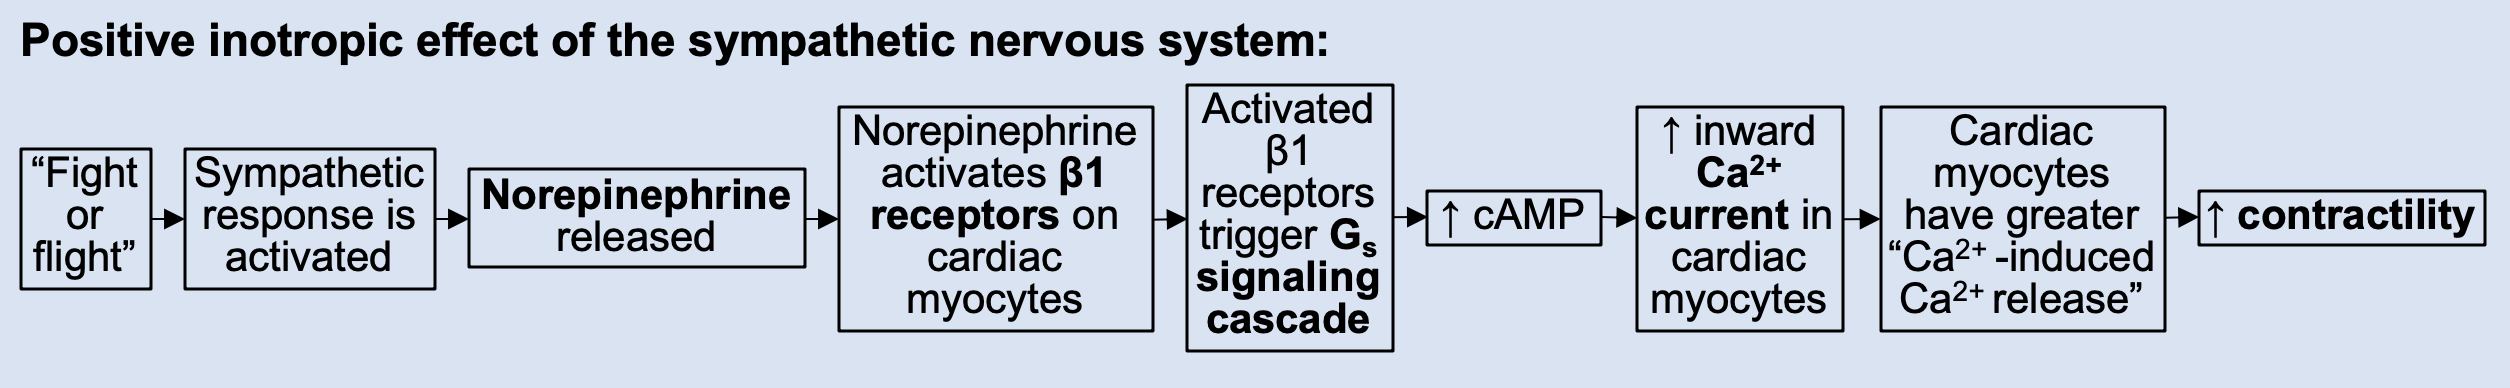 Positive inotropic effect of the sympathetic nervous system:
“Fight
or
flight”
Sympathetic
response is
activated
Norepinephrine
released
Norepinephrine
activates β1
receptors on
cardiac
myocytes
Activated
β1
receptors
trigger Gs
signaling
cascade
↑ cAMP
↑ inward
Ca²⁺
current in
cardiac
myocytes
Cardiac
myocytes
have greater
“Ca²⁺ -induced
Ca²⁺ release”
↑ contractility